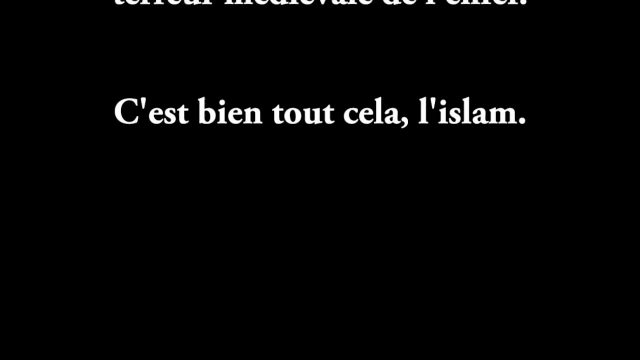 terreur médiévale de l'enfer.
C'est bien tout cela, l'islam.